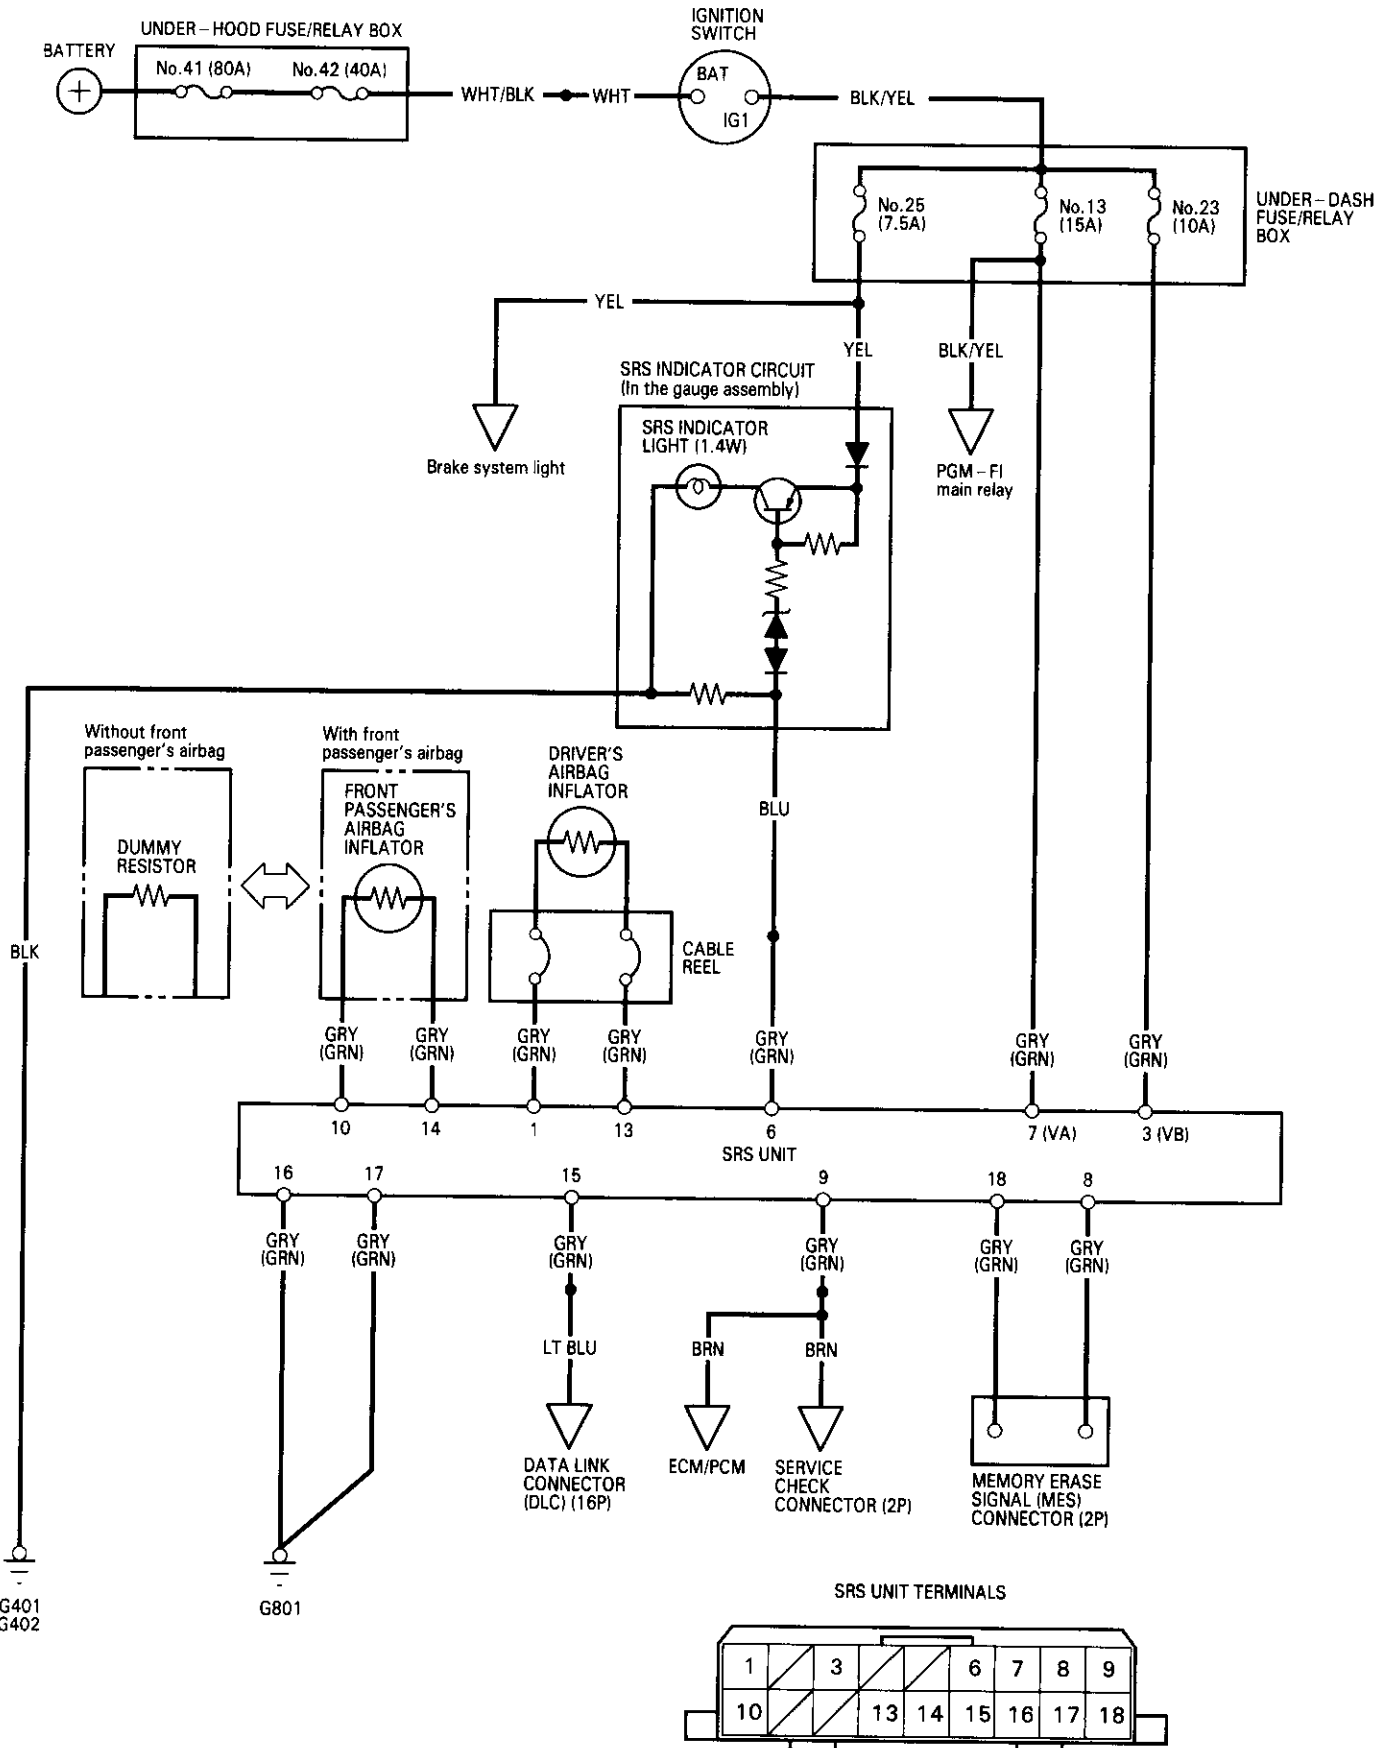 IGNITION
SWITCH
UNDER–HOOD FUSE/RELAY BOX
BATTERY
No.41 (80A)
No.42 (40A)
WHT/BLK
WHT
BAT
IG1
BLK/YEL
No.25
(7.5A)
No.13
(15A)
No.23
(10A)
UNDER–DASH
FUSE/RELAY
BOX
YEL
YEL
BLK/YEL
SRS INDICATOR CIRCUIT
(In the gauge assembly)
SRS INDICATOR
LIGHT (1.4W)
Brake system light
PGM–FI
main relay
Without front
passenger's airbag
With front
passenger's airbag
DRIVER'S
AIRBAG
INFLATOR
FRONT
PASSENGER'S
AIRBAG
INFLATOR
BLU
DUMMY
RESISTOR
BLK
CABLE
REEL
GRY
(GRN)
GRY
(GRN)
GRY
(GRN)
GRY
(GRN)
GRY
(GRN)
GRY
(GRN)
GRY
(GRN)
10
14
1
13
6
7 (VA)
3 (VB)
SRS UNIT
16
17
15
9
18
8
GRY
(GRN)
GRY
(GRN)
GRY
(GRN)
GRY
(GRN)
GRY
(GRN)
GRY
(GRN)
LT BLU
BRN
BRN
DATA LINK
CONNECTOR
(DLC) (16P)
ECM/PCM
SERVICE
CHECK
CONNECTOR (2P)
MEMORY ERASE
SIGNAL (MES)
CONNECTOR (2P)
G401
G402
G801
SRS UNIT TERMINALS
1 3 6 7 8 9
10 13 14 15 16 17 18